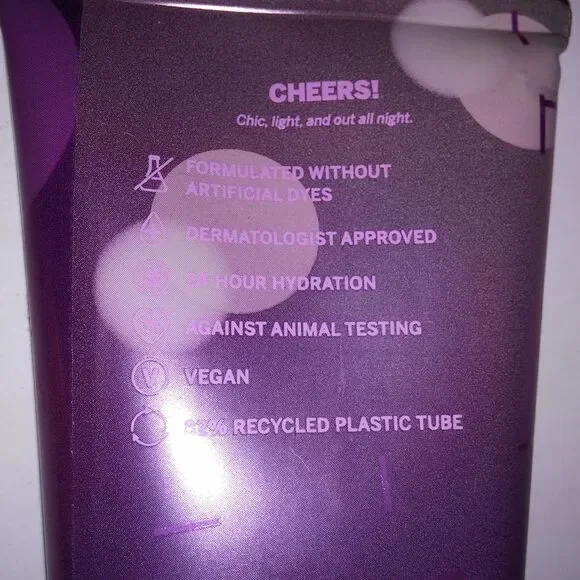 CHEERS!
Chic, light, and out all night.
FORMULATED WITHOUT
ARTIFICIAL DYES
DERMATOLOGIST APPROVED
24-HOUR HYDRATION
AGAINST ANIMAL TESTING
V VEGAN
RECYCLED PLASTIC TUBE